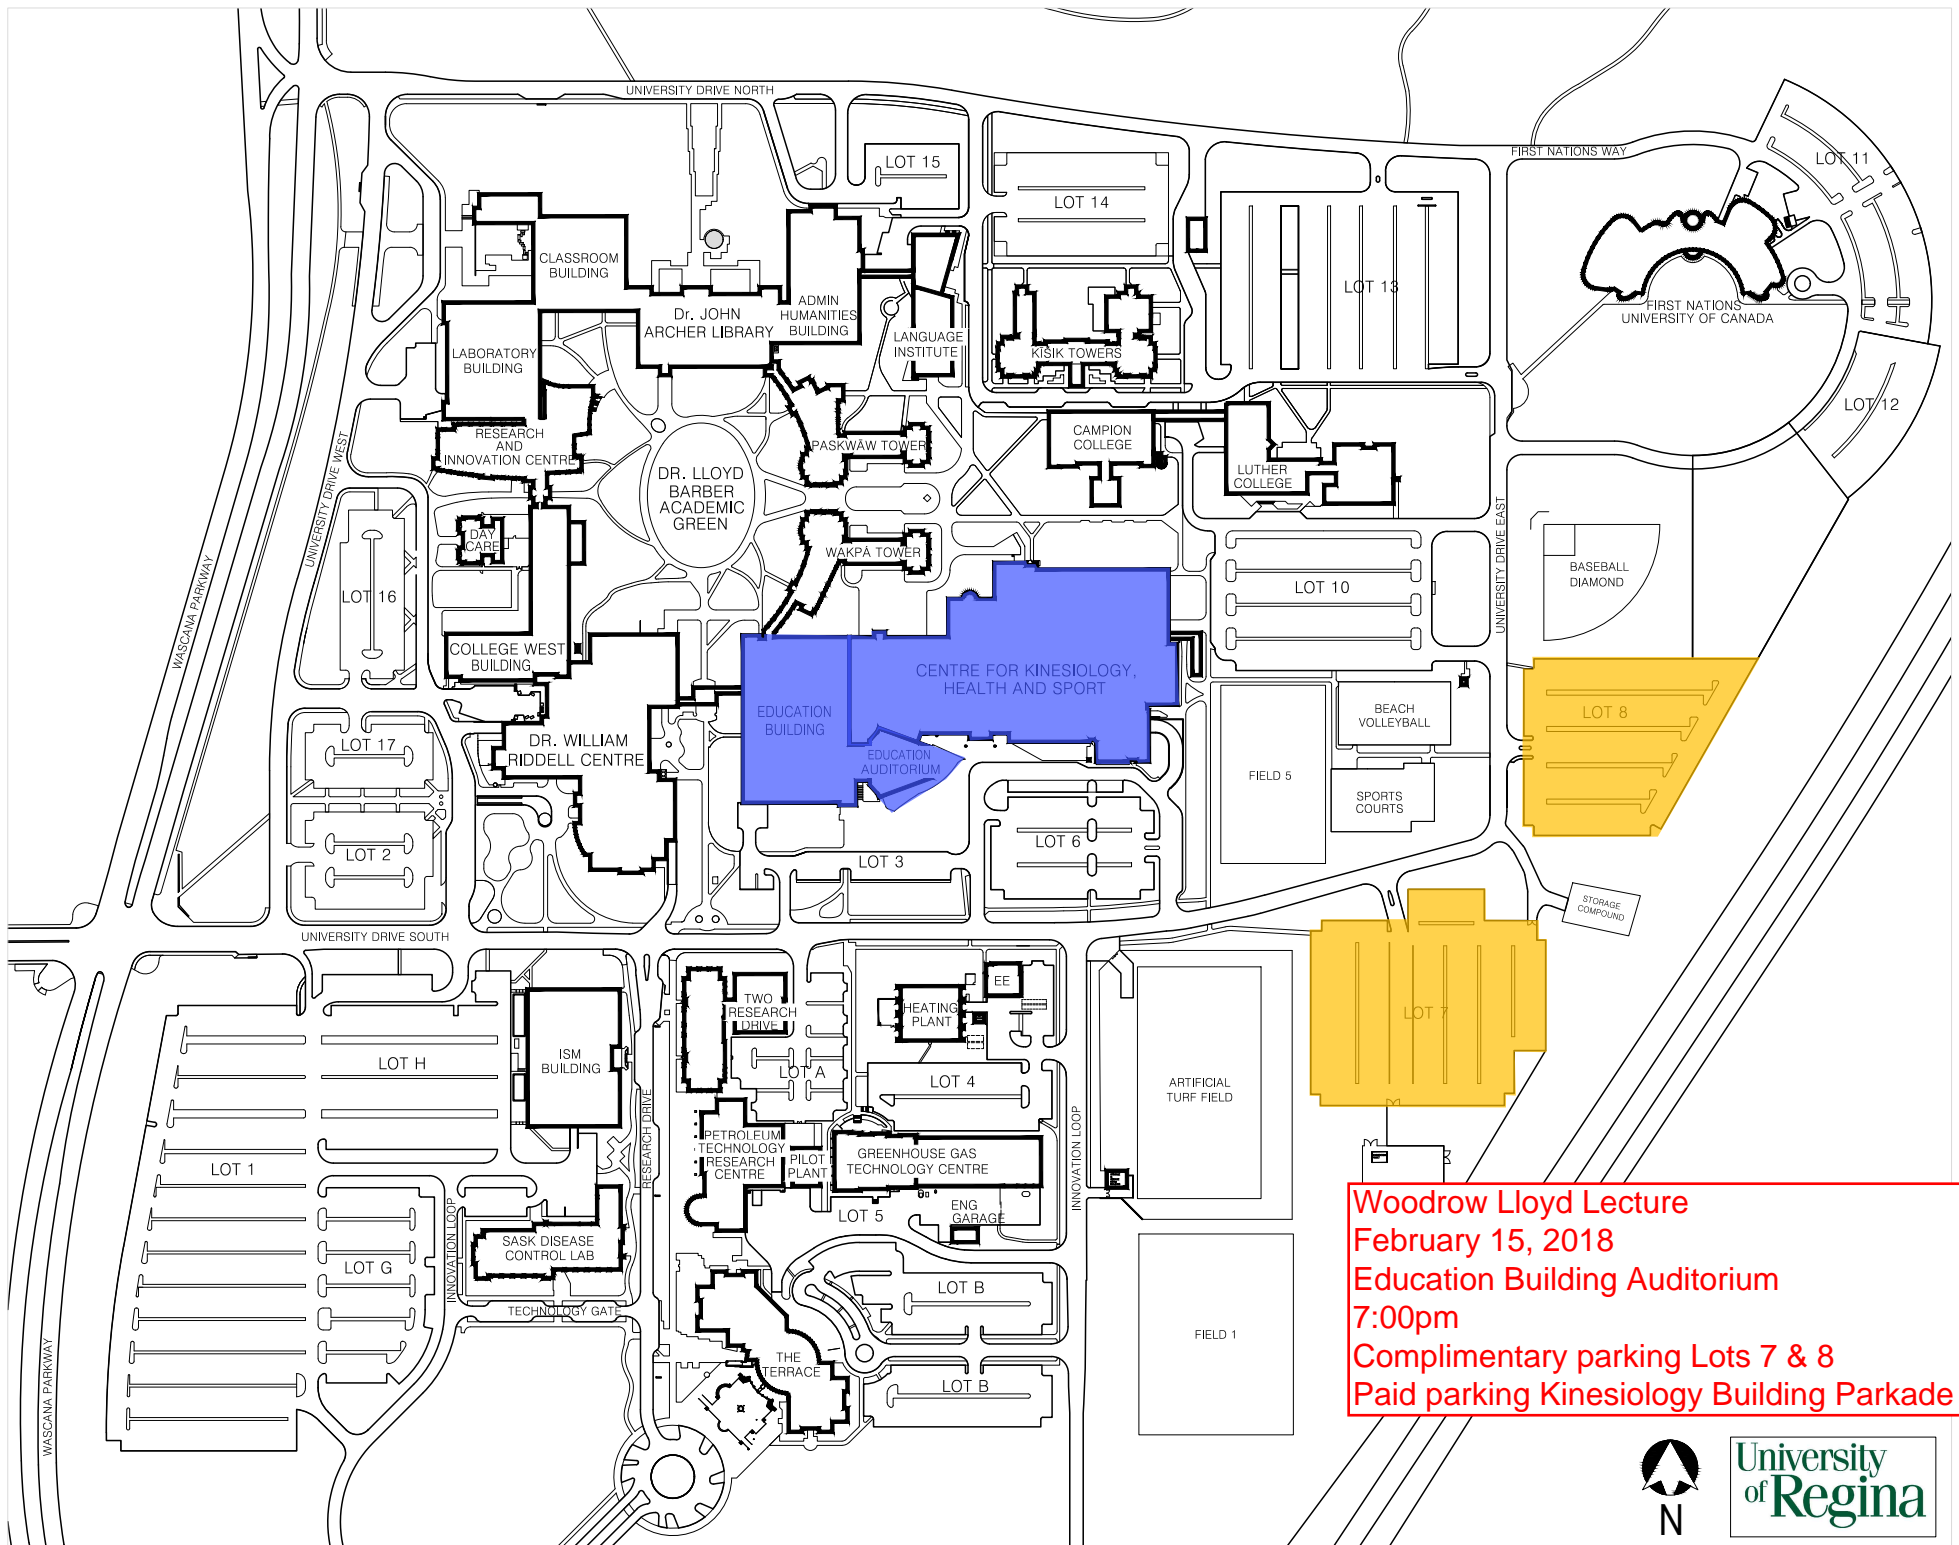 UNIVERSITY DRIVE NORTH
FIRST NATIONS WAY
LOT 11
LOT 15
LOT 14
LOT 13
CLASSROOM
BUILDING
Dr. JOHN
ARCHER LIBRARY
ADMIN
HUMANITIES
BUILDING
LANGUAGE
INSTITUTE
KĪSIK TOWERS
FIRST NATIONS
UNIVERSITY OF CANADA
LABORATORY
BUILDING
LOT 12
RESEARCH
AND
INNOVATION CENTRE
PASKWĀW TOWER
CAMPION
COLLEGE
LUTHER
COLLEGE
DR. LLOYD
BARBER
ACADEMIC
GREEN
UNIVERSITY DRIVE WEST
UNIVERSITY DRIVE EAST
WASCANA PARKWAY
DAY
CARE
WAKPĀ TOWER
LOT 16
LOT 10
BASEBALL
DIAMOND
COLLEGE WEST
BUILDING
CENTRE FOR KINESIOLOGY,
HEALTH AND SPORT
EDUCATION
BUILDING
EDUCATION
AUDITORIUM
BEACH
VOLLEYBALL
LOT 8
LOT 17
DR. WILLIAM
RIDDELL CENTRE
FIELD 5
SPORTS
COURTS
LOT 2
LOT 3
LOT 6
STORAGE
COMPOUND
UNIVERSITY DRIVE SOUTH
TWO
RESEARCH
DRIVE
EE
HEATING
PLANT
LOT 7
LOT H
ISM
BUILDING
LOT A
LOT 4
ARTIFICIAL
TURF FIELD
RESEARCH DRIVE
INNOVATION LOOP
LOT 1
PETROLEUM
TECHNOLOGY
RESEARCH
CENTRE
PILOT
PLANT
GREENHOUSE GAS
TECHNOLOGY CENTRE
LOT 5
ENG
GARAGE
INNOVATION LOOP
SASK DISEASE
CONTROL LAB
LOT G
TECHNOLOGY GATE
LOT B
THE
TERRACE
LOT B
FIELD 1
WASCANA PARKWAY
Woodrow Lloyd Lecture
February 15, 2018
Education Building Auditorium
7:00pm
Complimentary parking Lots 7 & 8
Paid parking Kinesiology Building Parkade
N
University
of Regina